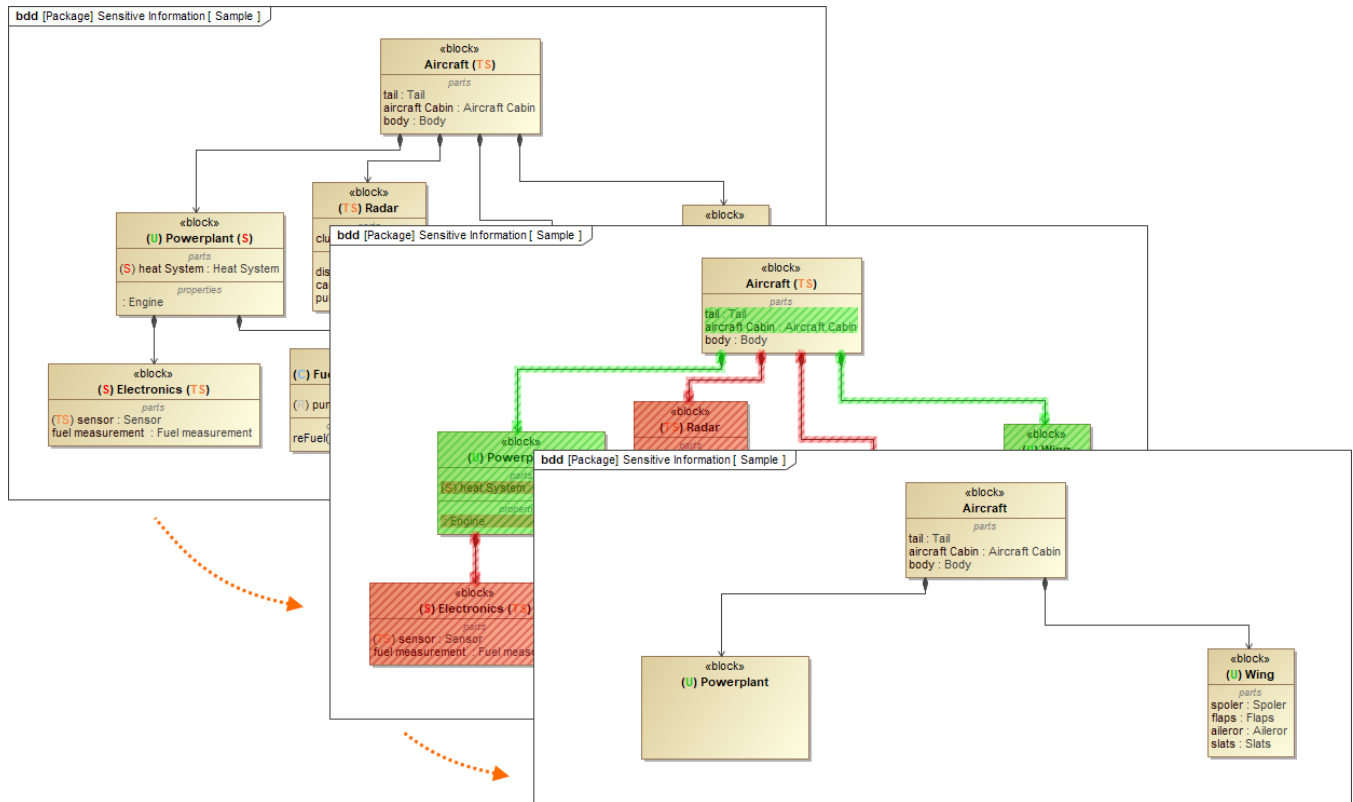 bdd [Package] Sensitive Information [ Sample ]
«block»
Aircraft (TS)
parts
tail : Tail
aircraft Cabin : Aircraft Cabin
body : Body
«block»
(U) Powerplant (S)
parts
(S) heat System : Heat System
properties
: Engine
«block»
(TS) Radar
«block»
«block»
(S) Electronics (TS)
parts
(TS) sensor : Sensor
fuel measurement : Fuel measurement
(C)
(R)
bdd [Package] Sensitive Information [ Sample ]
«block»
Aircraft (TS)
parts
tail : Tail
aircraft Cabin : Aircraft Cabin
body : Body
«block»
(U)
(S) heat System :
: Engine
«block»
(TS) Radar
parts
«block»
(U) Wing
«block»
(S) Electronics (TS)
parts
(TS) sensor : Sensor
fuel measurement : Fuel
bdd [Package] Sensitive Information [ Sample ]
«block»
Aircraft
parts
tail : Tail
aircraft Cabin : Aircraft Cabin
body : Body
«block»
(U) Powerplant
«block»
(U) Wing
parts
spoler : Spoler
flaps : Flaps
aileror : Aileror
slats : Slats